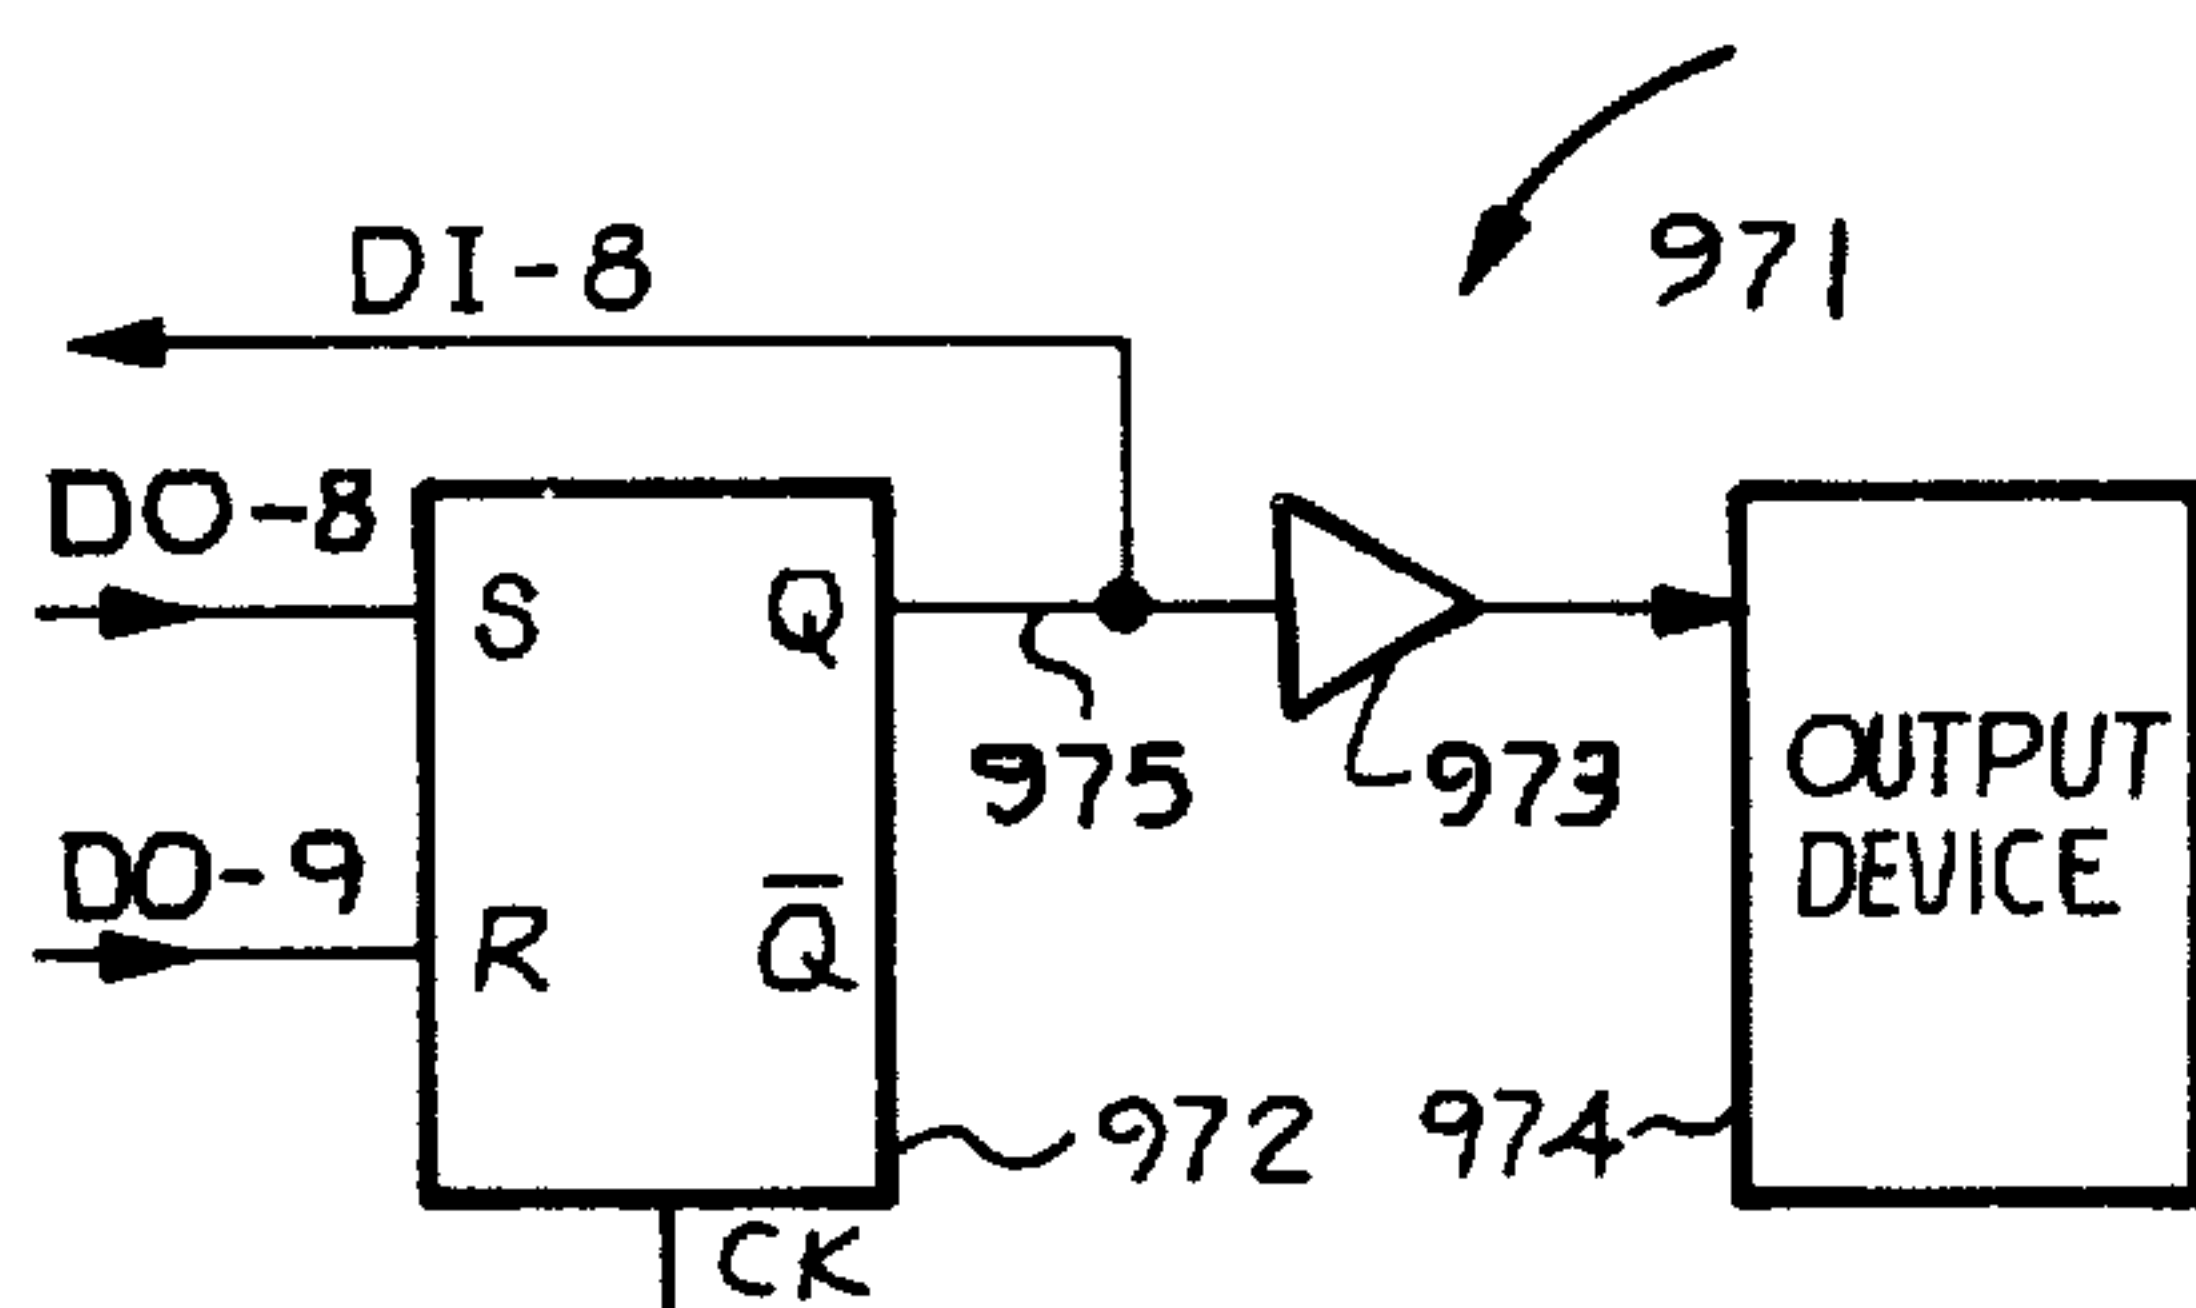 971
DI-8
DO-8
S
Q
975
973
OUTPUT
DEVICE
DO-9
R
Q̅
972
974
CK